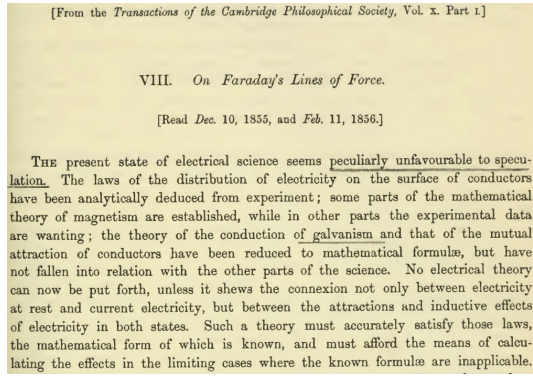 [From the Transactions of the Cambridge Philosophical Society, Vol. X. Part I.]
VIII. On Faraday's Lines of Force.
[Read Dec. 10, 1855, and Feb. 11, 1856.]
THE present state of electrical science seems peculiarly unfavourable to specu-
lation. The laws of the distribution of electricity on the surface of conductors
have been analytically deduced from experiment; some parts of the mathematical
theory of magnetism are established, while in other parts the experimental data
are wanting; the theory of the conduction of galvanism and that of the mutual
attraction of conductors have been reduced to mathematical formulæ, but have
not fallen into relation with the other parts of the science. No electrical theory
can now be put forth, unless it shews the connexion not only between electricity
at rest and current electricity, but between the attractions and inductive effects
of electricity in both states. Such a theory must accurately satisfy those laws,
the mathematical form of which is known, and must afford the means of calcu-
lating the effects in the limiting cases where the known formulæ are inapplicable.